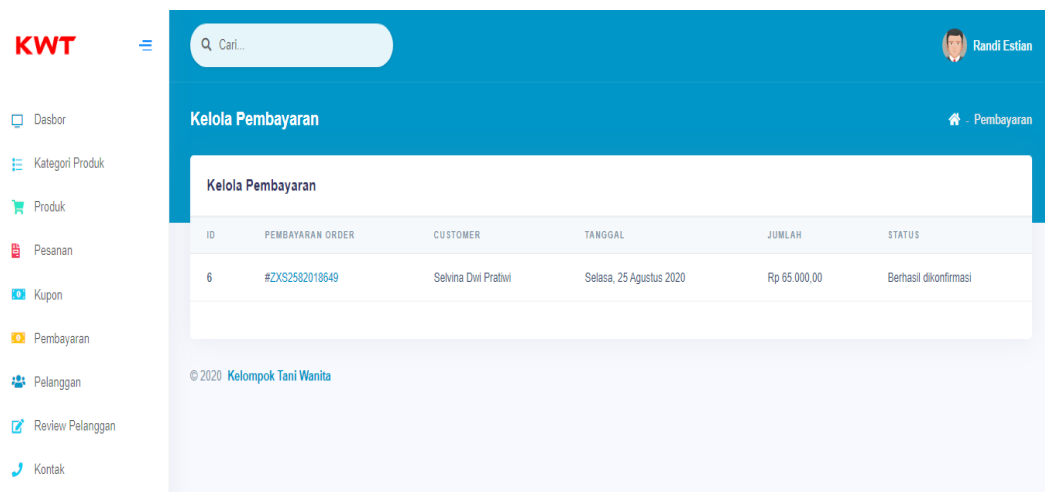 KWT
Cari...
Randi Estian
Dasbor
Kategori Produk
Produk
Pesanan
Kupon
Pembayaran
Pelanggan
Review Pelanggan
Kontak
Kelola Pembayaran
- Pembayaran
Kelola Pembayaran
ID PEMBAYARAN ORDER CUSTOMER TANGGAL JUMLAH STATUS
6 #ZXS2582018649 Selvina Dwi Pratiwi Selasa, 25 Agustus 2020 Rp 65.000,00 Berhasil dikonfirmasi
© 2020 Kelompok Tani Wanita